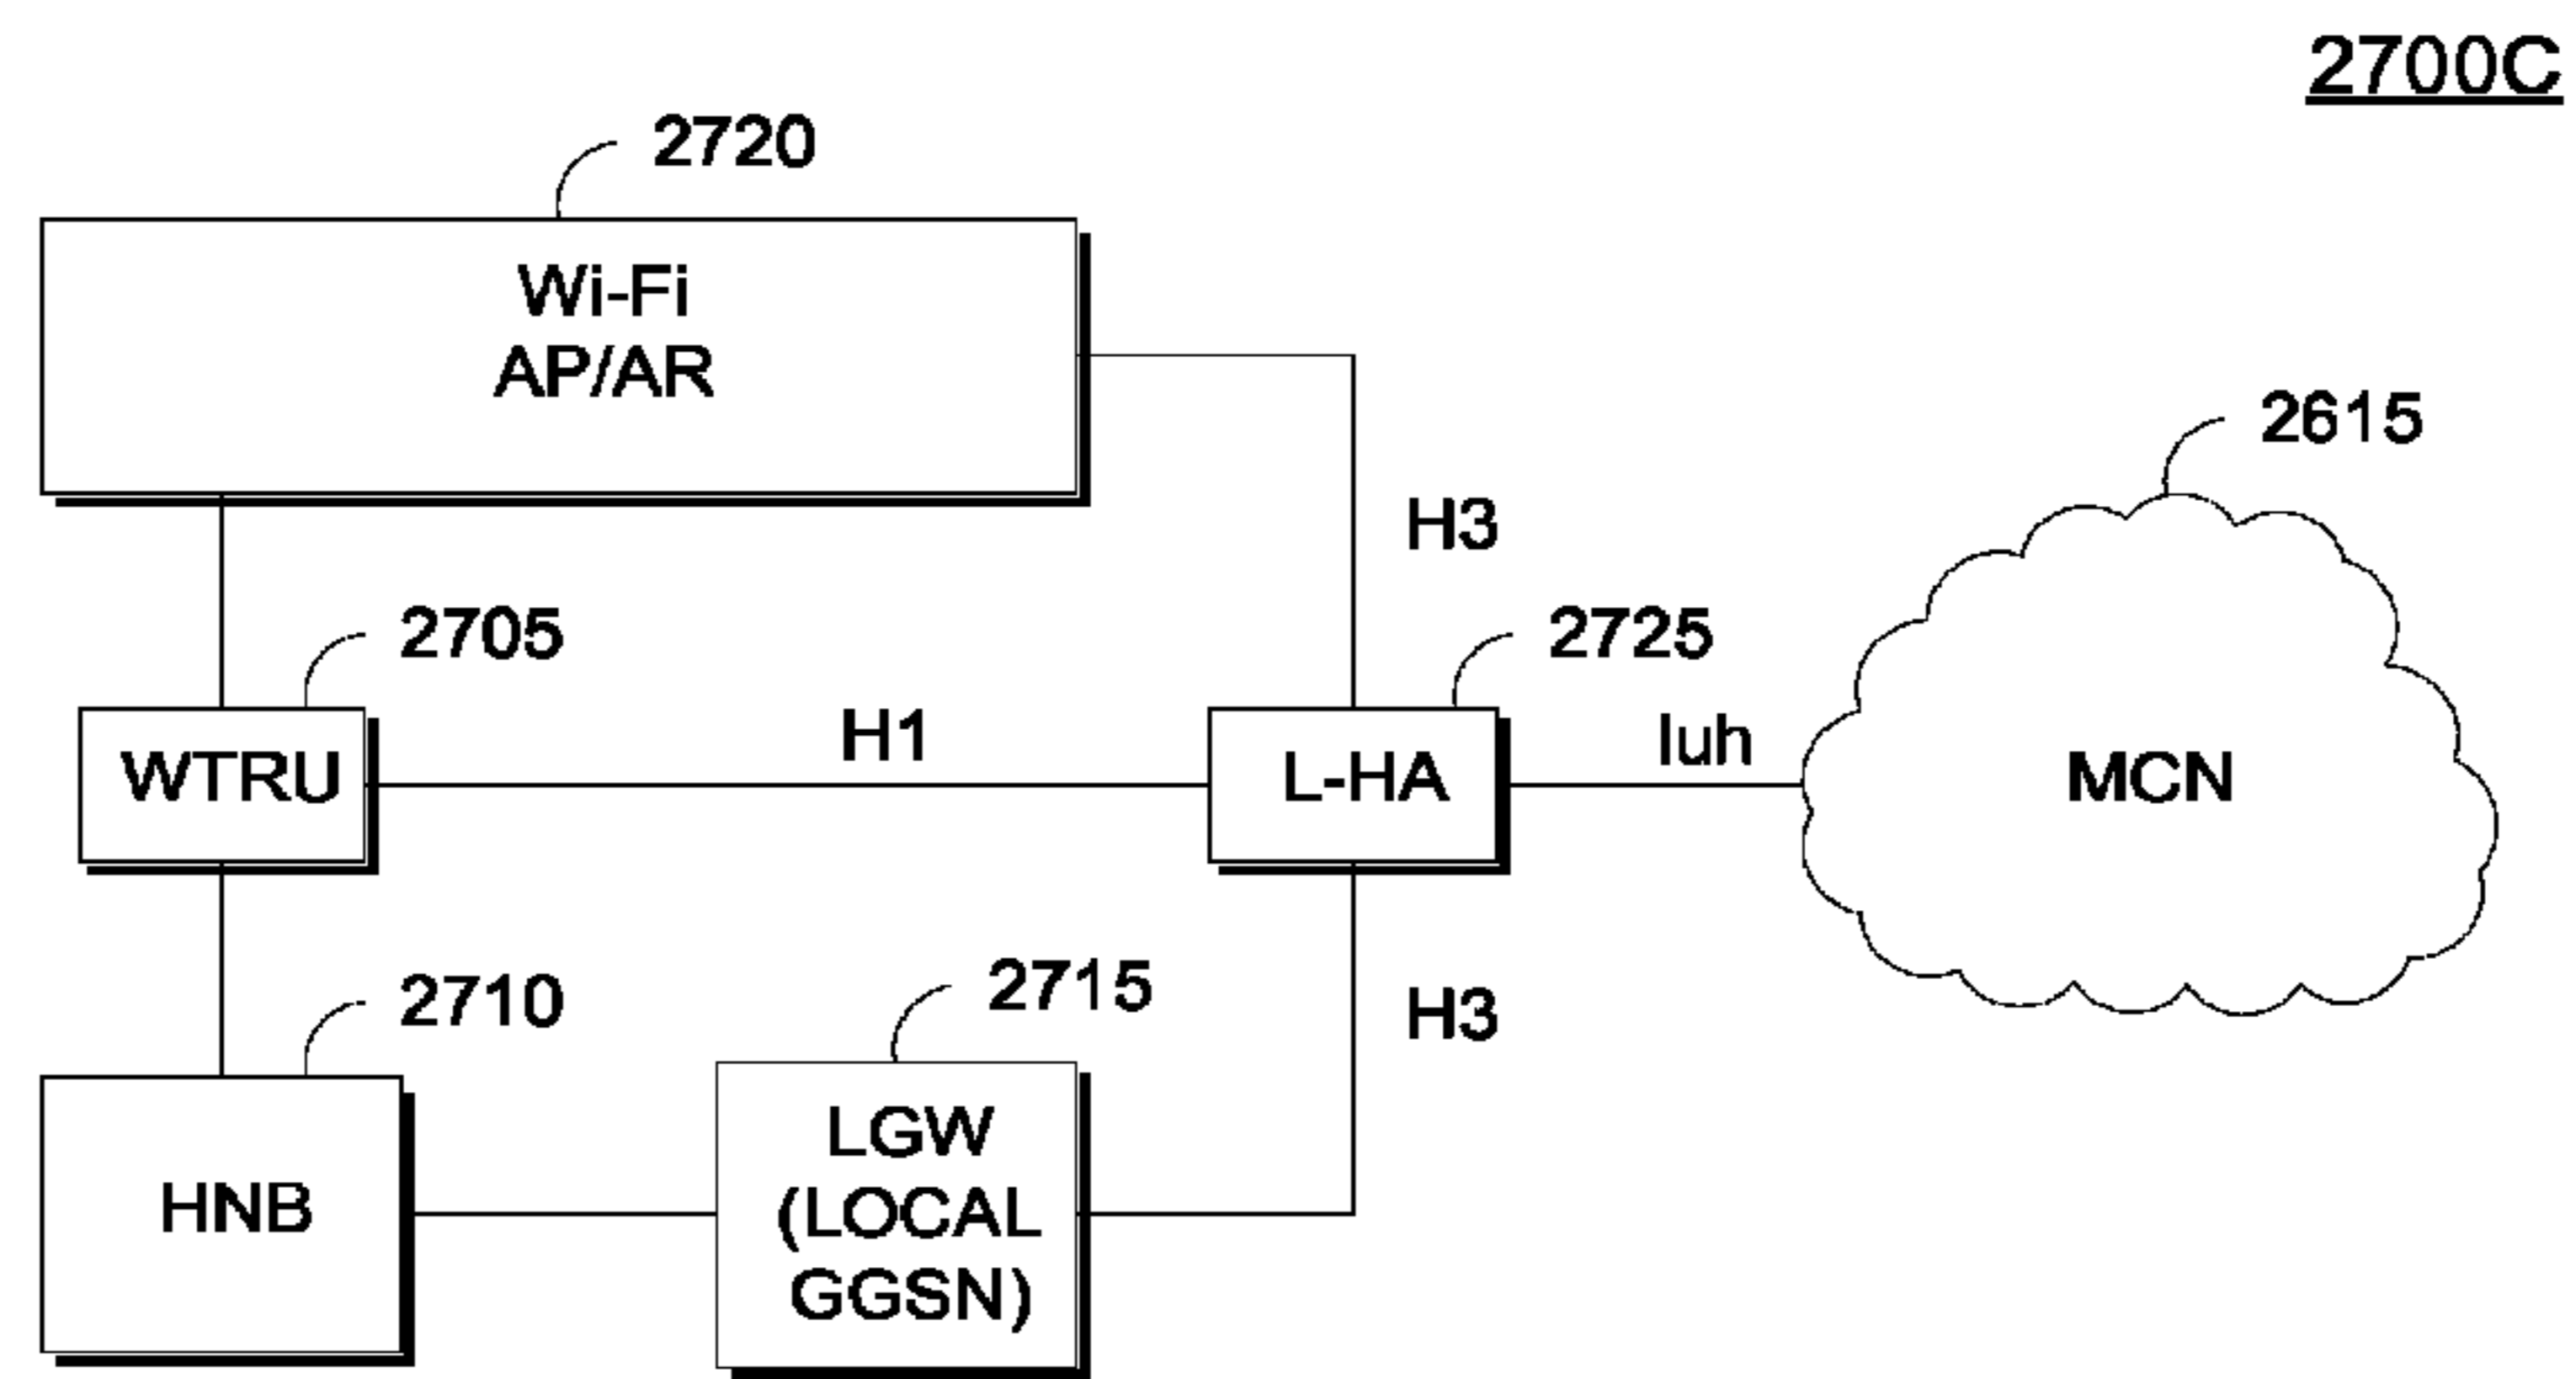 2700C
2720
Wi-Fi
AP/AR
2615
H3
2705
2725
WTRU
H1
L-HA
Iuh
MCN
2710
2715
H3
HNB
LGW
(LOCAL
GGSN)